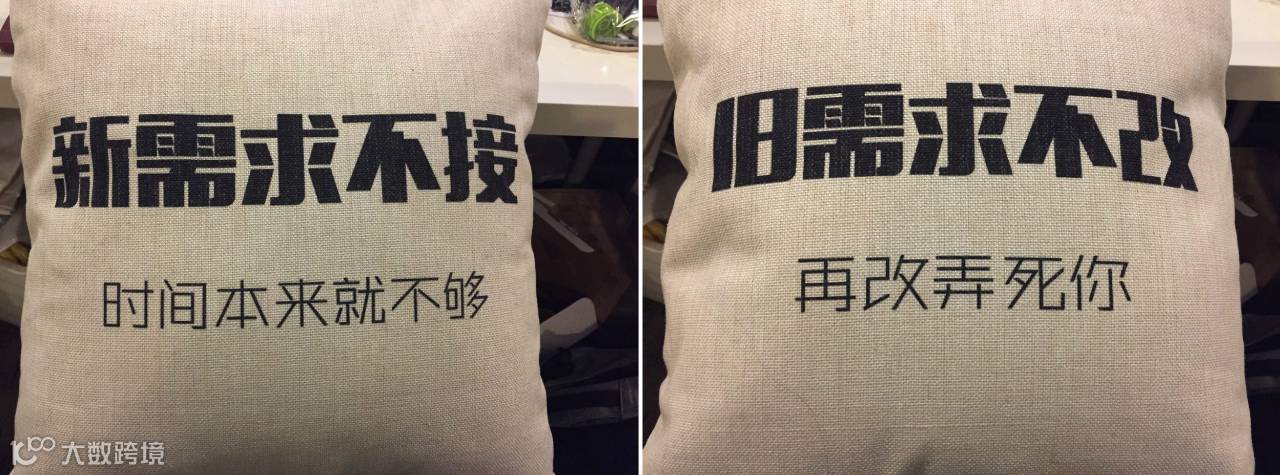 新需求不接
时间本来就不够
旧需求不改
再改弄死你
大数跨境